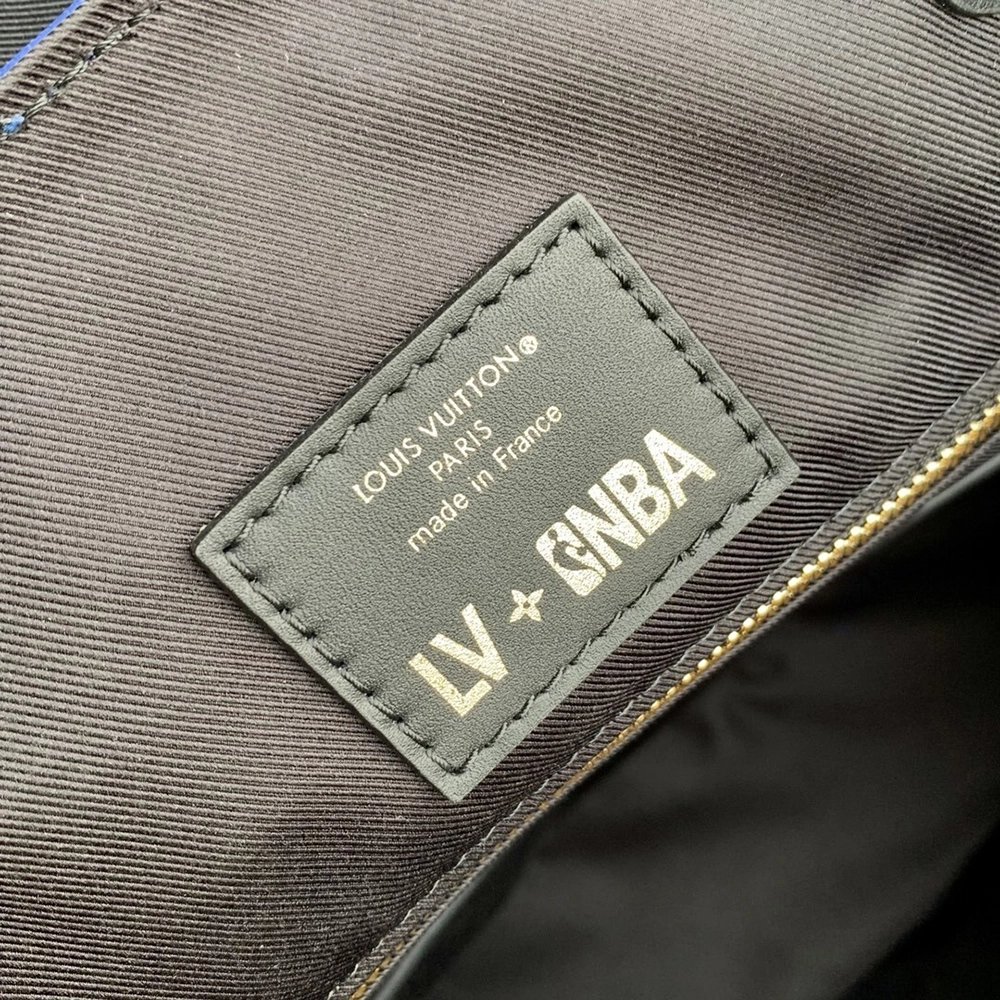 LOUIS VUITTON®
PARIS
made in France
LV NBA